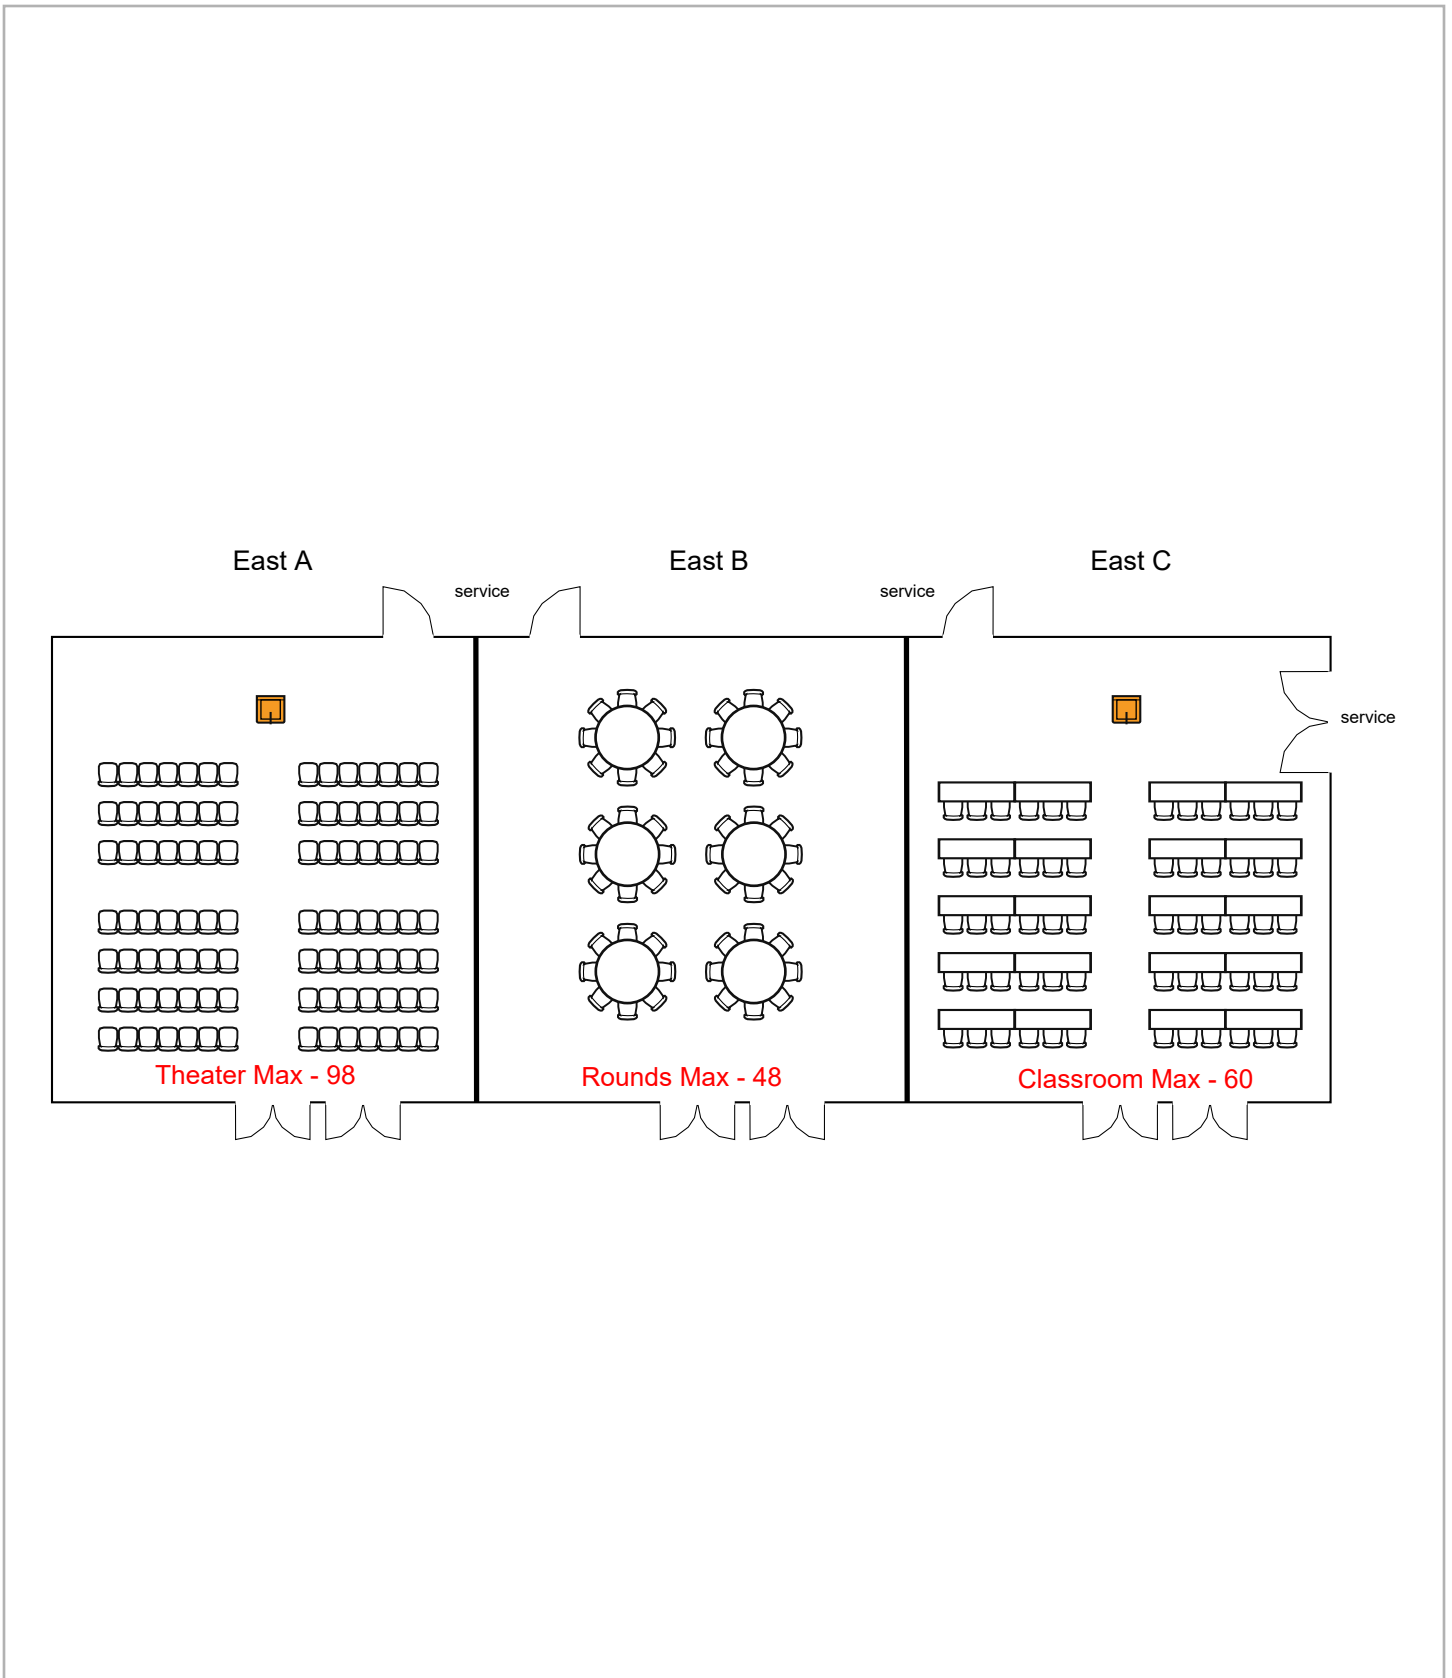 East A
East B
East C
service
service
service
Theater Max - 98
Rounds Max - 48
Classroom Max - 60